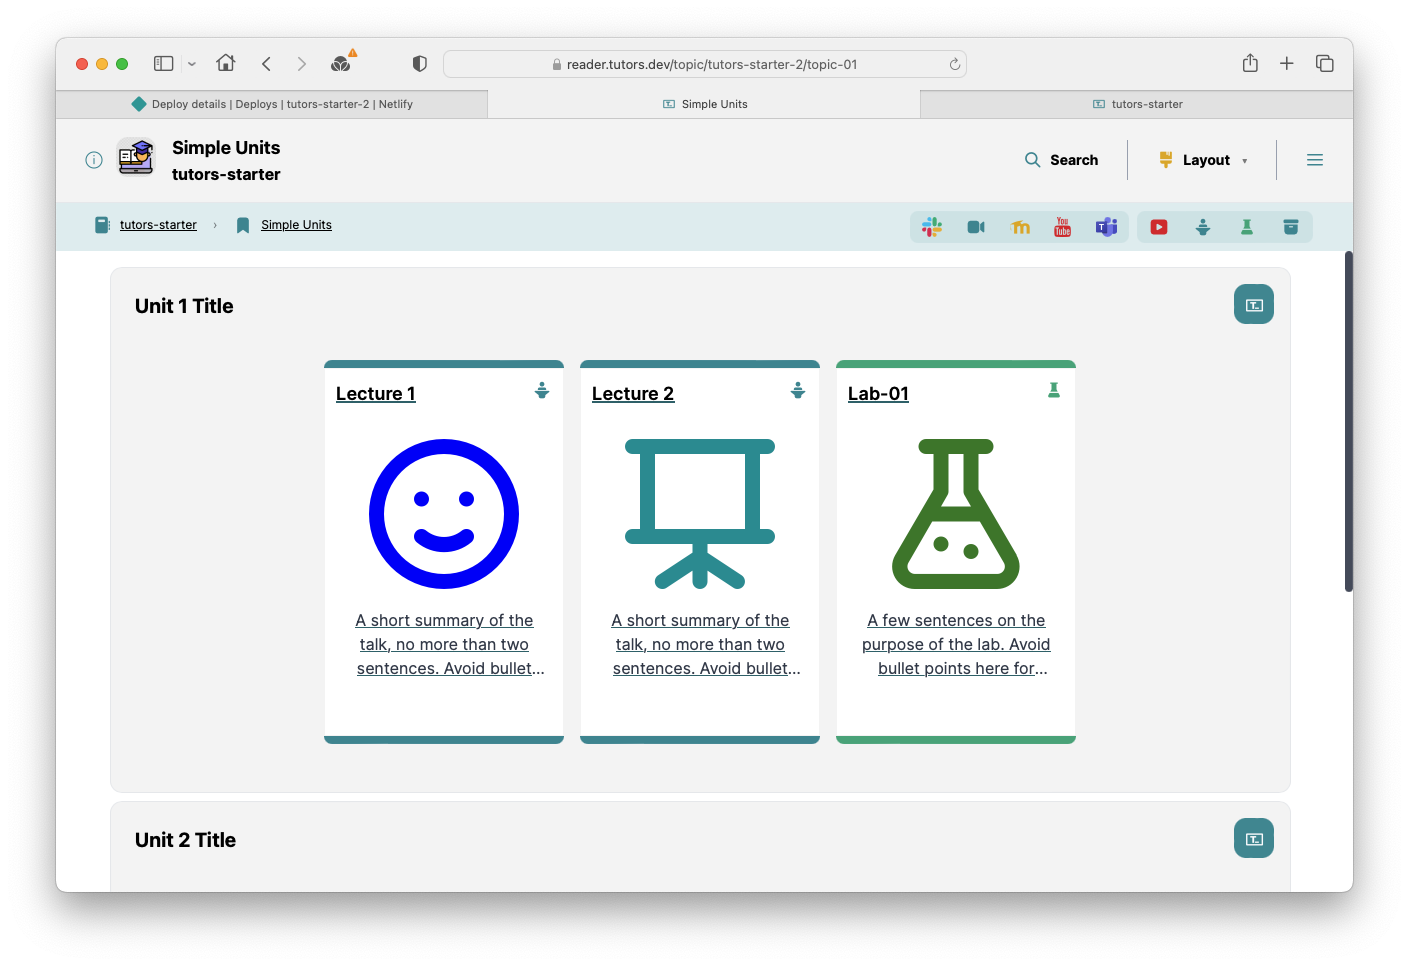 reader.tutors.dev/topic/tutors-starter-2/topic-01
Deploy details | Deploys | tutors-starter-2 | Netlify
Simple Units
tutors-starter
Simple Units
tutors-starter
Search
Layout
tutors-starter
Simple Units
You
Tube
T
Unit 1 Title
T
Lecture 1
Lecture 2
Lab-01
A short summary of the
talk, no more than two
sentences. Avoid bullet...
A short summary of the
talk, no more than two
sentences. Avoid bullet...
A few sentences on the
purpose of the lab. Avoid
bullet points here for...
Unit 2 Title
T